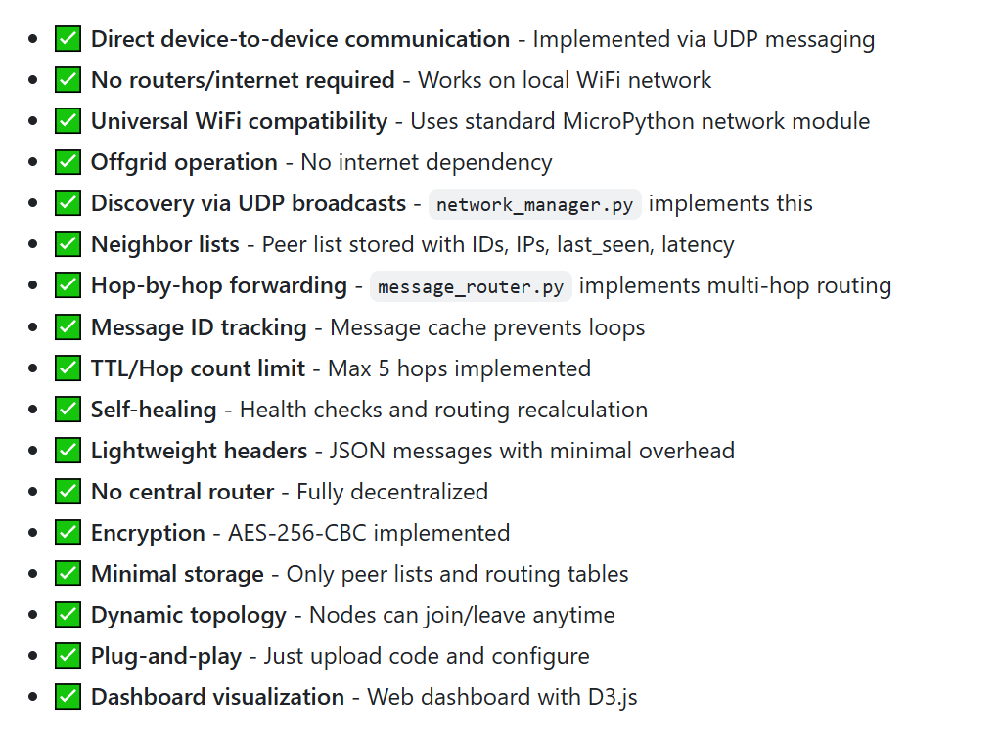 • ✅ Direct device-to-device communication - Implemented via UDP messaging
• ✅ No routers/internet required - Works on local WiFi network
• ✅ Universal WiFi compatibility - Uses standard MicroPython network module
• ✅ Offgrid operation - No internet dependency
• ✅ Discovery via UDP broadcasts - network_manager.py implements this
• ✅ Neighbor lists - Peer list stored with IDs, IPs, last_seen, latency
• ✅ Hop-by-hop forwarding - message_router.py implements multi-hop routing
• ✅ Message ID tracking - Message cache prevents loops
• ✅ TTL/Hop count limit - Max 5 hops implemented
• ✅ Self-healing - Health checks and routing recalculation
• ✅ Lightweight headers - JSON messages with minimal overhead
• ✅ No central router - Fully decentralized
• ✅ Encryption - AES-256-CBC implemented
• ✅ Minimal storage - Only peer lists and routing tables
• ✅ Dynamic topology - Nodes can join/leave anytime
• ✅ Plug-and-play - Just upload code and configure
• ✅ Dashboard visualization - Web dashboard with D3.js